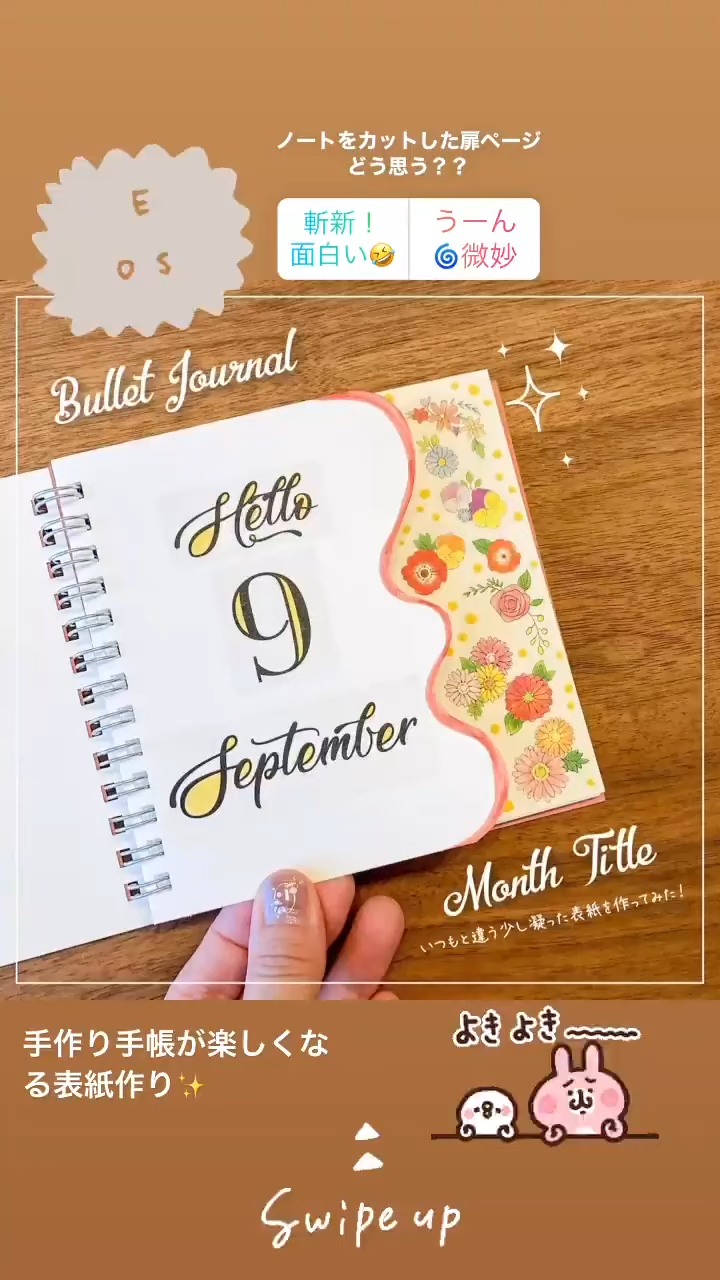 ノートをカットした扉ページ
どう思う？？
E
O S
斬新！
面白い🤣
うーん
🌀微妙
Bullet Journal
Hello
9
September
Month Title
いつもと違う少し凝った表紙を作ってみた！
よきよき〜〜〜
手作り手帳が楽しくな
る表紙作り✨
Swipe up